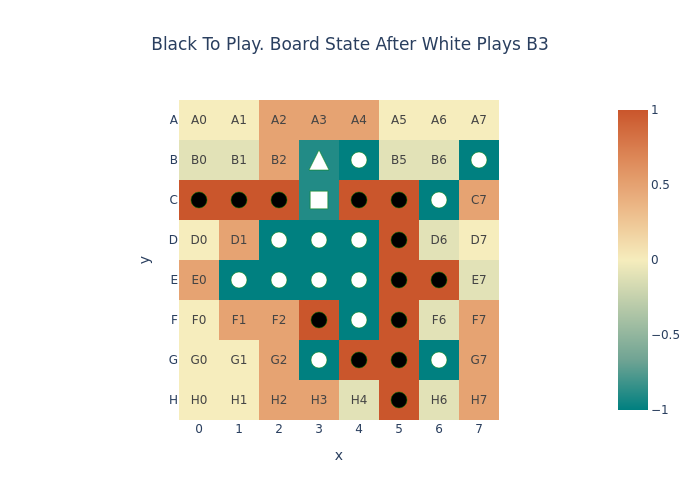 Black To Play. Board State After White Plays B3
A A0 A1 A2 A3 A4 A5 A6 A7
B B0 B1 B2 B5 B6
C C7
D D0 D1 D6 D7
E E0 E7
F F0 F1 F2 F6 F7
G G0 G1 G2 G7
H H0 H1 H2 H3 H4 H6 H7
0 1 2 3 4 5 6 7
x
y
1
0.5
0
−0.5
−1